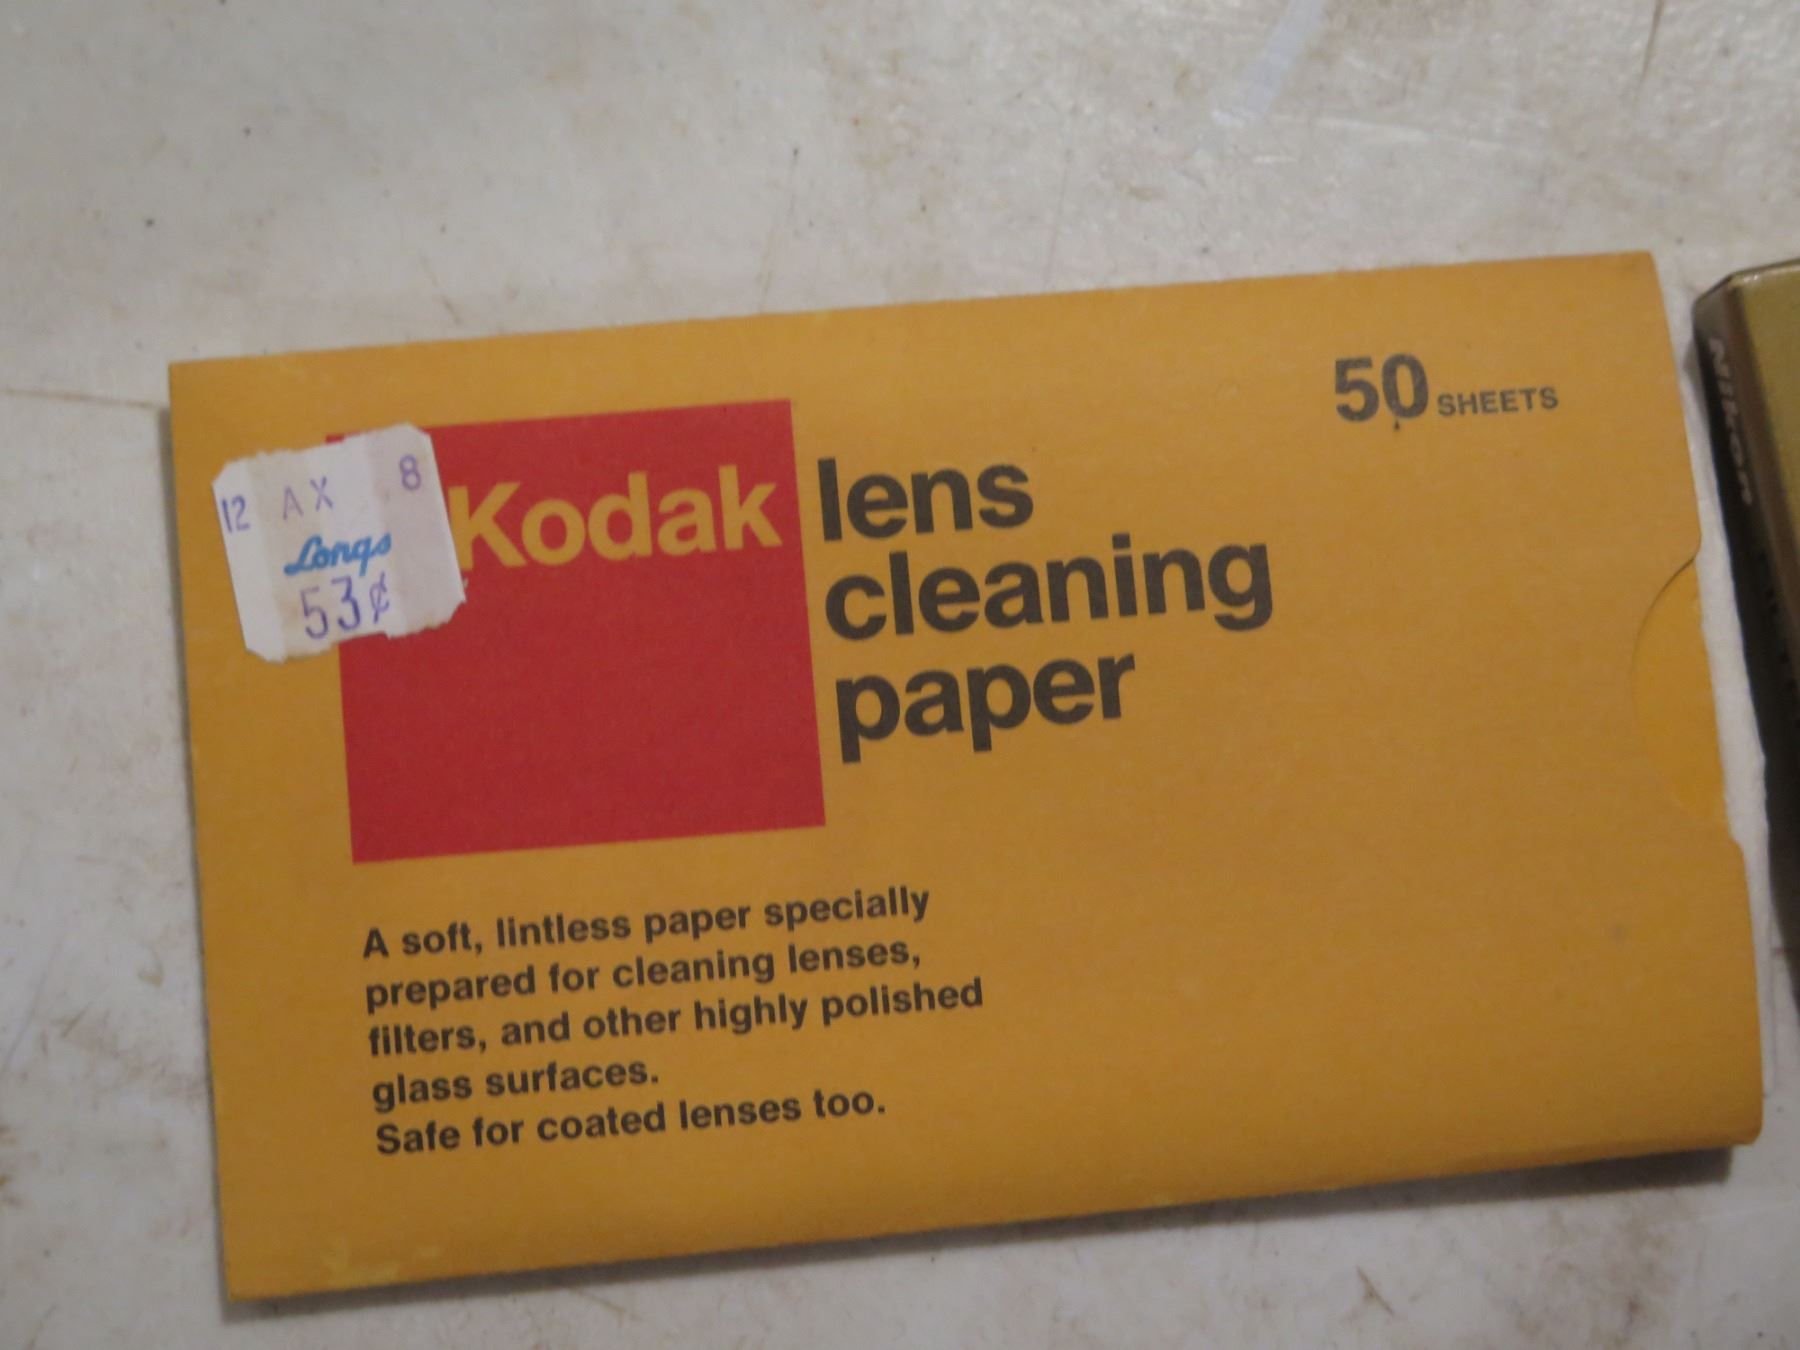 50 SHEETS
12 AX 8
Longs
53¢
Kodak
lens
cleaning
paper
A soft, lintless paper specially
prepared for cleaning lenses,
filters, and other highly polished
glass surfaces.
Safe for coated lenses too.
Nikon